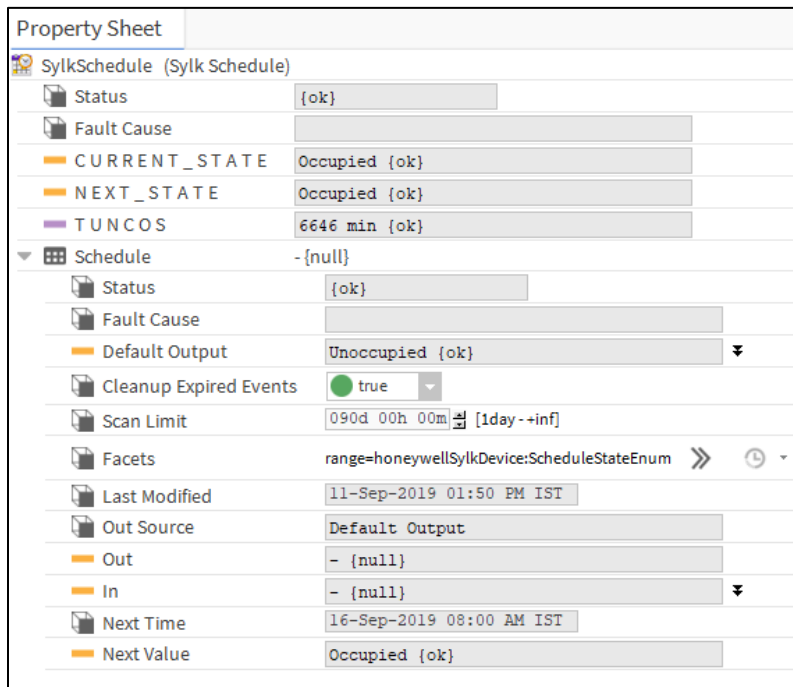 Property Sheet
SylkSchedule (Sylk Schedule)
Status {ok}
Fault Cause
CURRENT_STATE Occupied {ok}
NEXT_STATE Occupied {ok}
TUNCOS 6646 min {ok}
Schedule - {null}
Status {ok}
Fault Cause
Default Output Unoccupied {ok}
Cleanup Expired Events true
Scan Limit 090d 00h 00m [1day - +inf]
Facets range=honeywellSylkDevice:ScheduleStateEnum
Last Modified 11-Sep-2019 01:50 PM IST
Out Source Default Output
Out - {null}
In - {null}
Next Time 16-Sep-2019 08:00 AM IST
Next Value Occupied {ok}